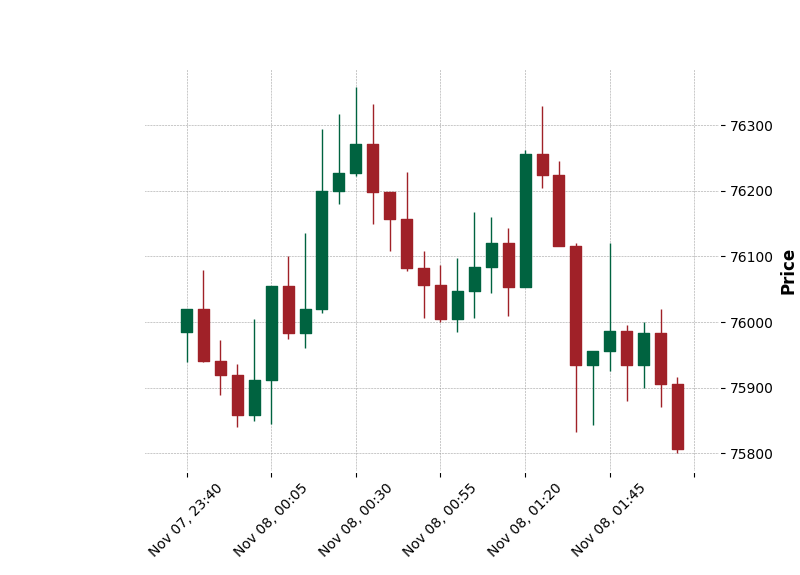 76300
76200
76100
76000
75900
75800
Price
Nov 07, 23:40
Nov 08, 00:05
Nov 08, 00:30
Nov 08, 00:55
Nov 08, 01:20
Nov 08, 01:45